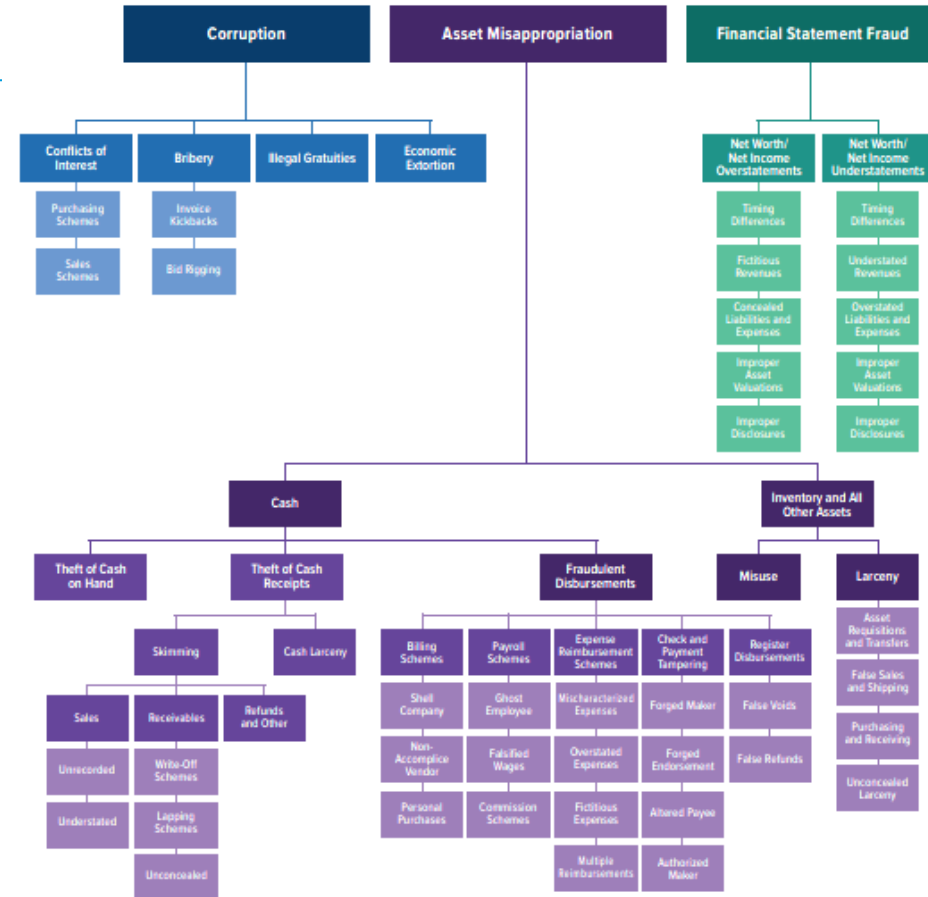 Corruption
Asset Misappropriation
Financial Statement Fraud
Conflicts of
Interest
Bribery
Illegal Gratuities
Economic
Extortion
Purchasing
Schemes
Sales
Schemes
Invoice
Kickbacks
Bid Rigging
Net Worth/
Net Income
Overstatements
Net Worth/
Net Income
Understatements
Timing
Differences
Fictitious
Revenues
Concealed
Liabilities and
Expenses
Improper
Asset
Valuations
Improper
Disclosures
Timing
Differences
Understated
Revenues
Overstated
Liabilities and
Expenses
Improper
Asset
Valuations
Improper
Disclosures
Cash
Inventory and All
Other Assets
Theft of Cash
on Hand
Theft of Cash
Receipts
Fraudulent
Disbursements
Misuse
Larceny
Skimming
Cash Larceny
Sales
Receivables
Refunds
and Other
Unrecorded
Understated
Write-Off
Schemes
Lapping
Schemes
Unconcealed
Billing
Schemes
Shell
Company
Non-
Accomplice
Vendor
Personal
Purchases
Payroll
Schemes
Ghost
Employee
Falsified
Wages
Commission
Schemes
Expense
Reimbursement
Schemes
Mischaracterized
Expenses
Overstated
Expenses
Fictitious
Expenses
Multiple
Reimbursements
Check and
Payment
Tampering
Forged Maker
Forged
Endorsement
Altered Payee
Authorized
Maker
Register
Disbursements
False Voids
False Refunds
Asset
Requisitions
and Transfers
False Sales
and Shipping
Purchasing
and Receiving
Unconcealed
Larceny